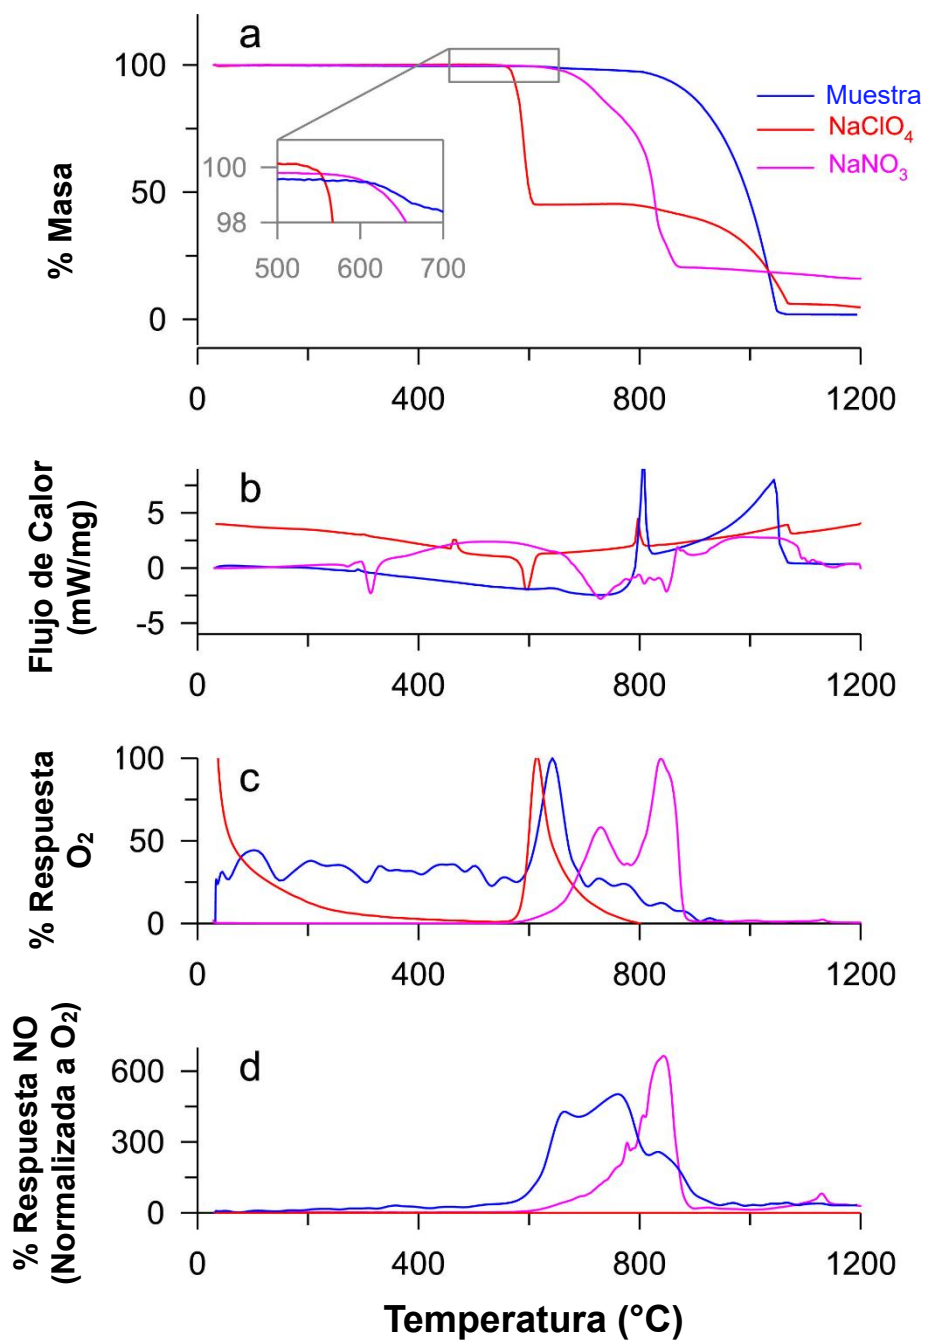 a
100
50
0
% Masa
Muestra
NaClO₄
NaNO₃
100
98
500 600 700
0 400 800 1200
b
5
0
-5
Flujo de Calor
(mW/mg)
0 400 800 1200
c
100
50
0
% Respuesta
O₂
0 400 800 1200
d
600
300
0
% Respuesta NO
(Normalizada a O₂)
0 400 800 1200
Temperatura (°C)